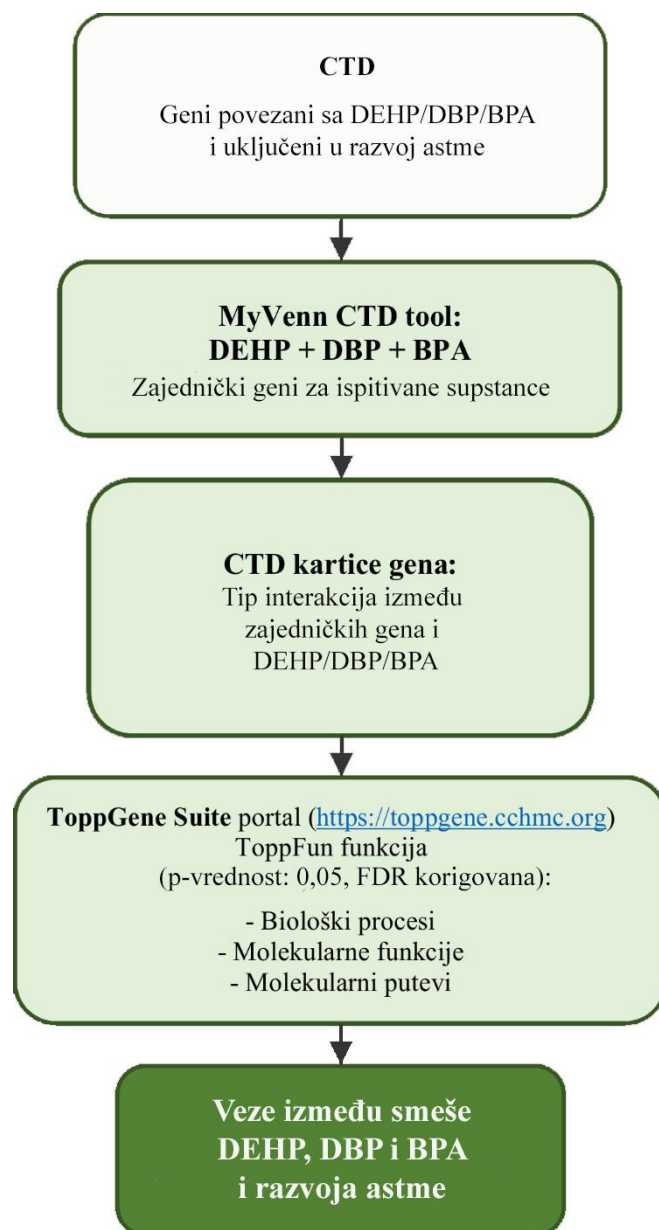 CTD
Geni povezani sa DEHP/DBP/BPA
i uključeni u razvoj astme
MyVenn CTD tool:
DEHP + DBP + BPA
Zajednički geni za ispitivane supstance
CTD kartice gena:
Tip interakcija između
zajedničkih gena i
DEHP/DBP/BPA
ToppGene Suite portal (https://toppgene.cchmc.org)
ToppFun funkcija
(p-vrednost: 0,05, FDR korigovana):
- Biološki procesi
- Molekularne funkcije
- Molekularni putevi
Veze između smeše
DEHP, DBP i BPA
i razvoja astme